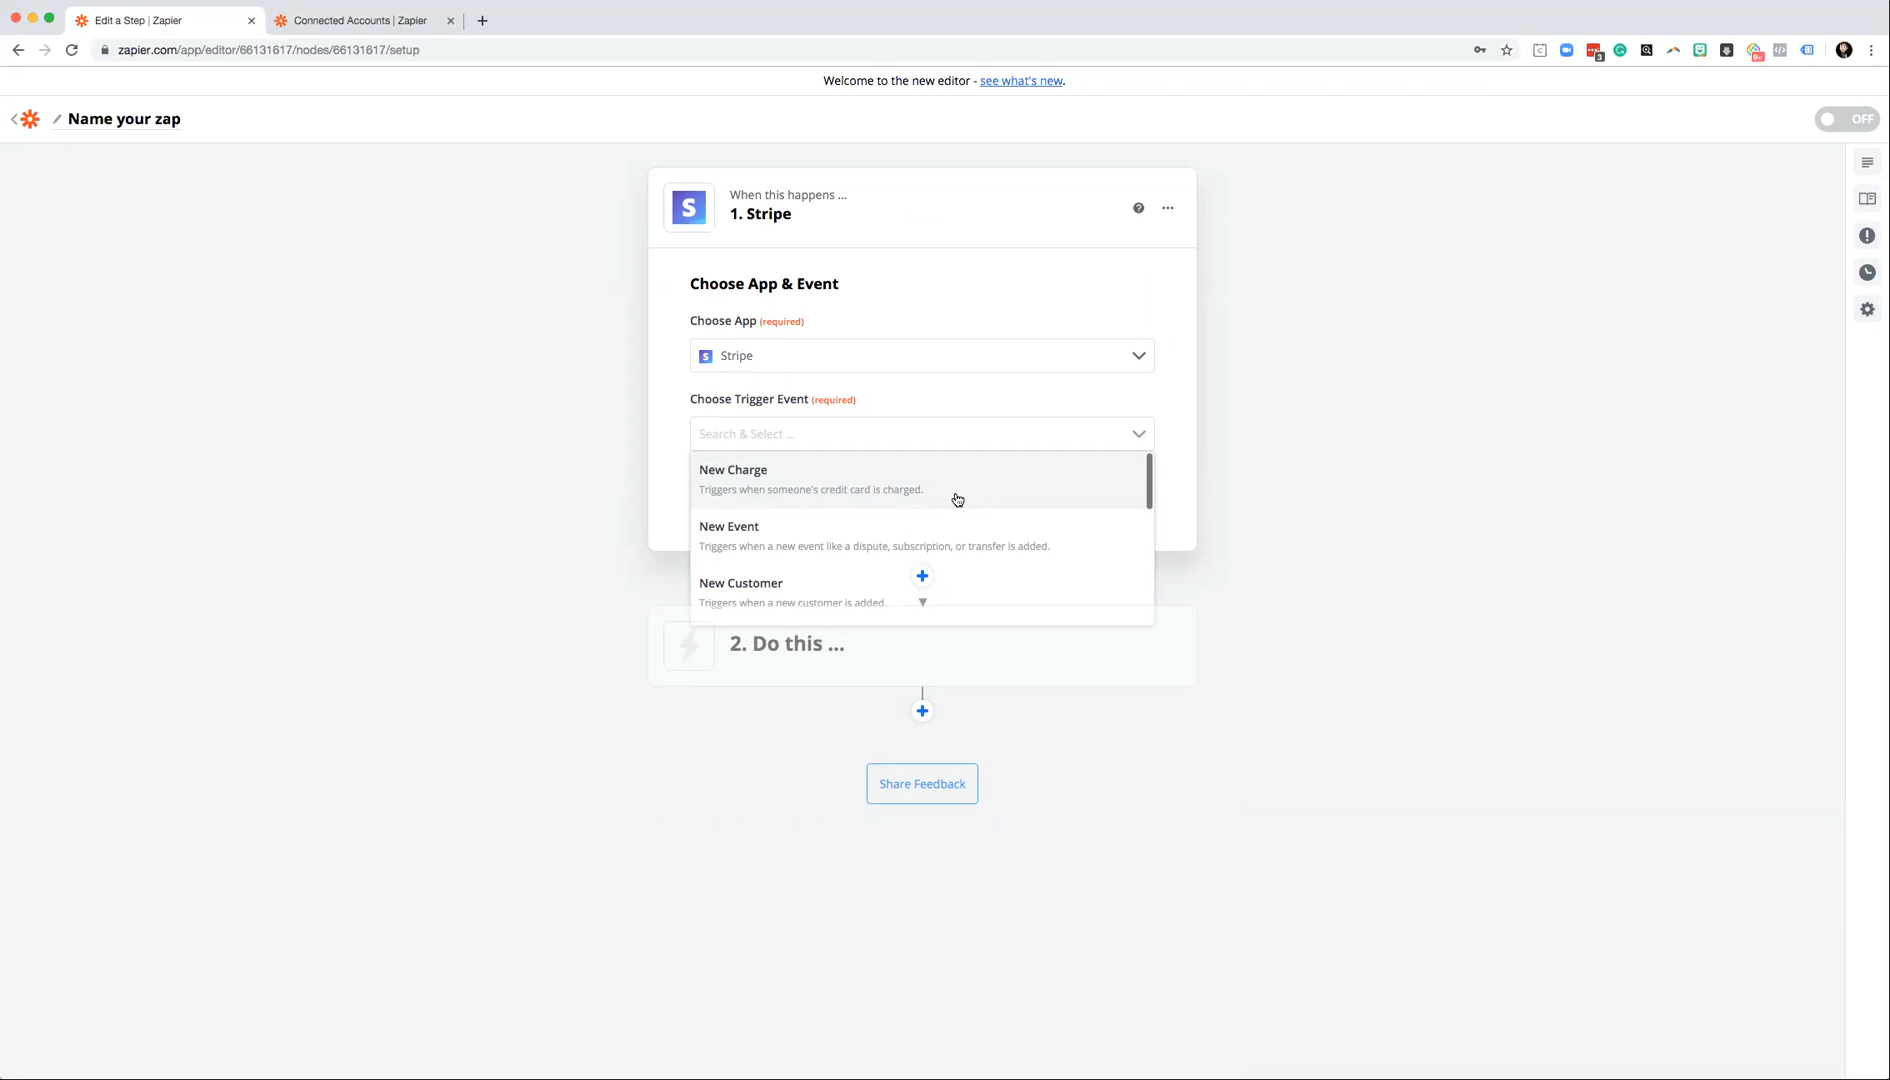 Edit a Step | Zapier
Connected Accounts | Zapier
zapier.com/app/editor/66131617/nodes/66131617/setup
3
9+
Welcome to the new editor - see what's new.
Name your zap
OFF
S
When this happens ...
1. Stripe
Choose App & Event
Choose App (required)
S Stripe
Choose Trigger Event (required)
Search & Select ...
New Charge
Triggers when someone's credit card is charged.
New Event
Triggers when a new event like a dispute, subscription, or transfer is added.
New Customer
Triggers when a new customer is added.
2. Do this ...
Share Feedback